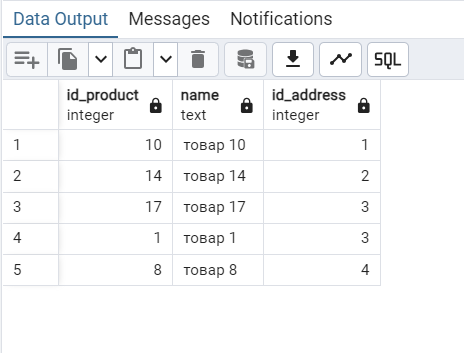 Data Output Messages Notifications
SQL
id_product name id_address
integer text integer
1 10 товар 10 1
2 14 товар 14 2
3 17 товар 17 3
4 1 товар 1 3
5 8 товар 8 4